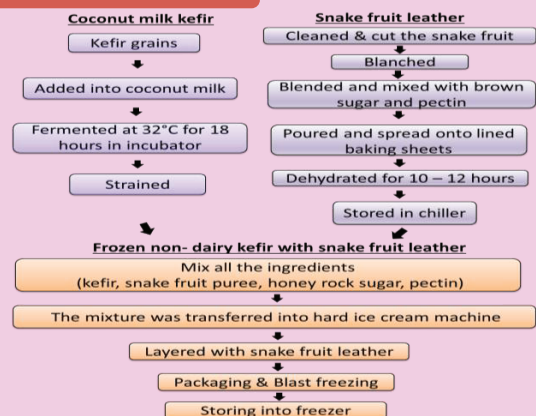 Coconut milk kefir
Kefir grains
Added into coconut milk
Fermented at 32°C for 18
hours in incubator
Strained
Snake fruit leather
Cleaned & cut the snake fruit
Blanched
Blended and mixed with brown
sugar and pectin
Poured and spread onto lined
baking sheets
Dehydrated for 10 – 12 hours
Stored in chiller
Frozen non- dairy kefir with snake fruit leather
Mix all the ingredients
(kefir, snake fruit puree, honey rock sugar, pectin)
The mixture was transferred into hard ice cream machine
Layered with snake fruit leather
Packaging & Blast freezing
Storing into freezer